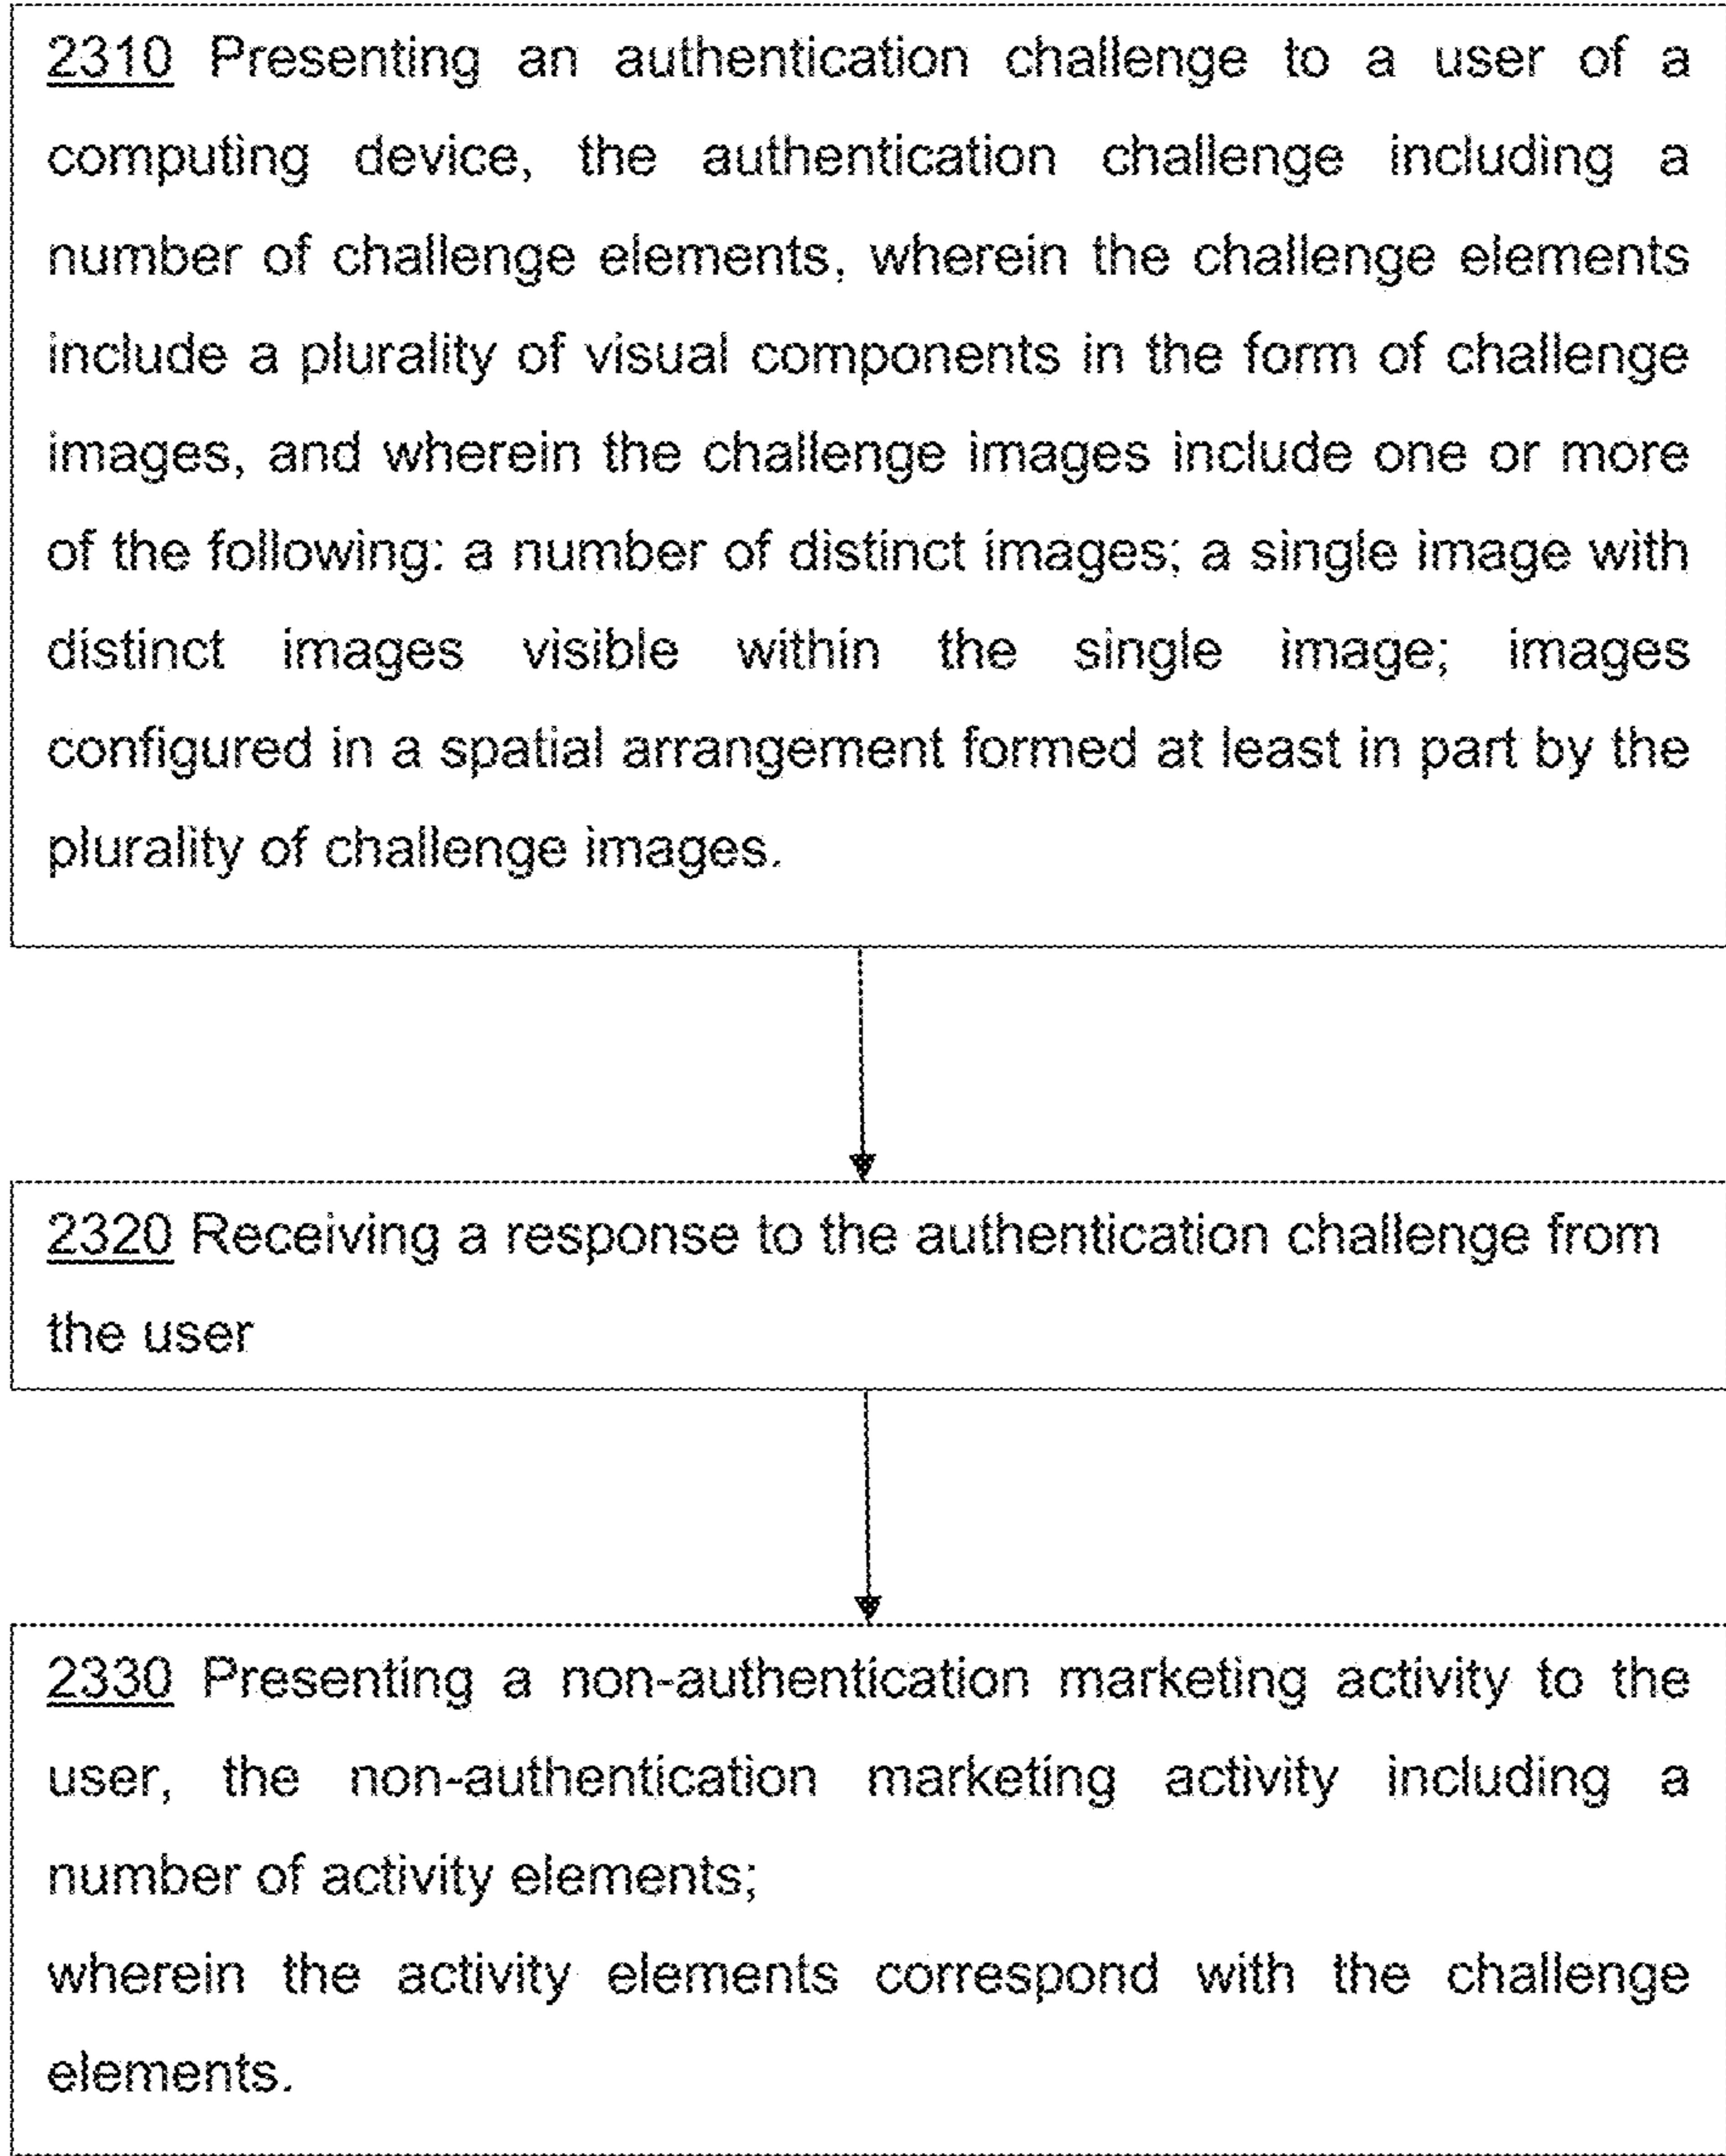 2310 Presenting an authentication challenge to a user of a
computing device, the authentication challenge including a
number of challenge elements, wherein the challenge elements
include a plurality of visual components in the form of challenge
images, and wherein the challenge images include one or more
of the following: a number of distinct images; a single image with
distinct images visible within the single image; images
configured in a spatial arrangement formed at least in part by the
plurality of challenge images.
2320 Receiving a response to the authentication challenge from
the user
2330 Presenting a non-authentication marketing activity to the
user, the non-authentication marketing activity including a
number of activity elements;
wherein the activity elements correspond with the challenge
elements.